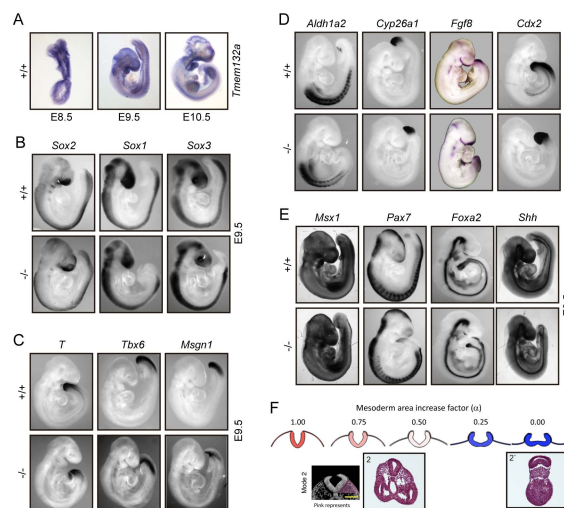 A
+/+
Tmem132a
E8.5 E9.5 E10.5
B
Sox2 Sox1 Sox3
+/+
-/-
E9.5
C
T Tbx6 Msgn1
+/+
-/-
E9.5
D
Aldh1a2 Cyp26a1 Fgf8 Cdx2
+/+
-/-
E
Msx1 Pax7 Foxa2 Shh
+/+
-/-
F
Mesoderm area increase factor (α)
1.00 0.75 0.50 0.25 0.00
Mode 2
2 2'
Pink represents